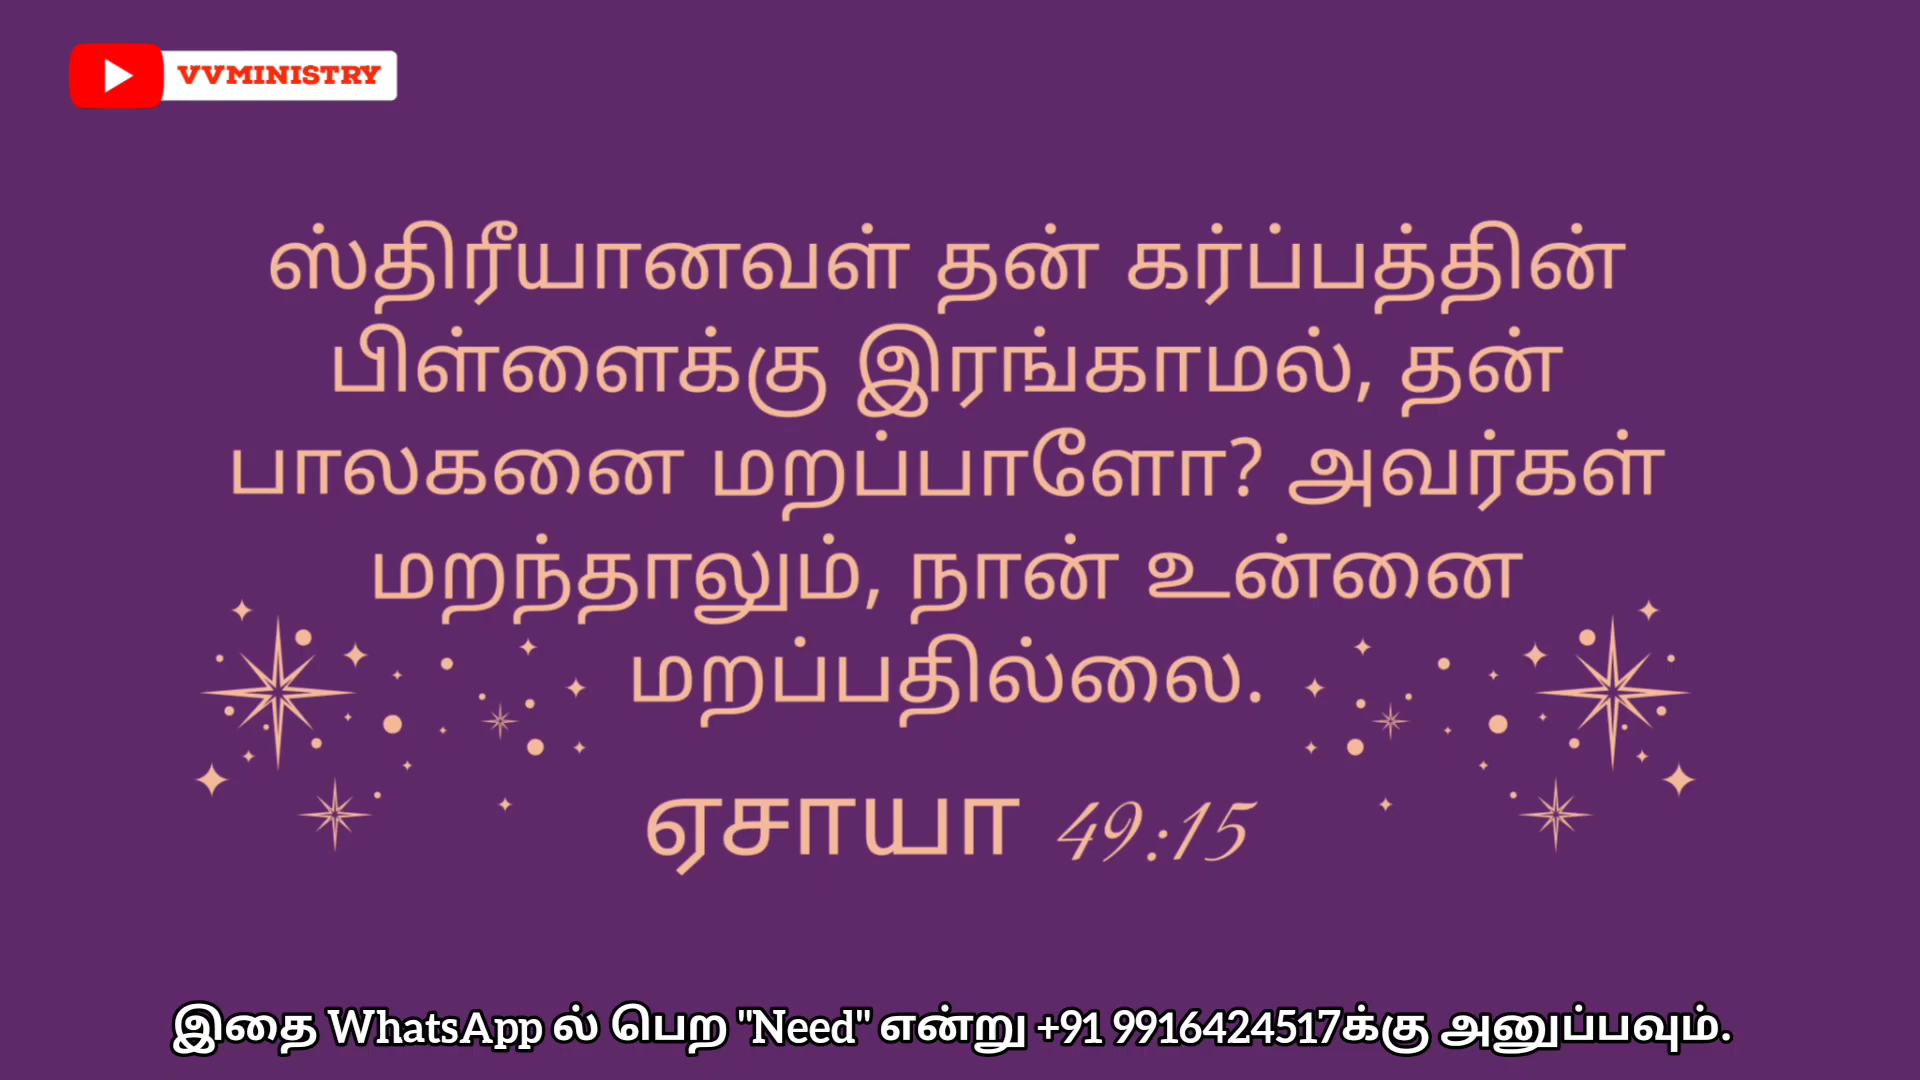 VVMINISTRY
ஸ்திரீயானவள் தன் கர்ப்பத்தின்
பிள்ளைக்கு இரங்காமல், தன்
பாலகனை மறப்பாளோ? அவர்கள்
மறந்தாலும், நான் உன்னை
மறப்பதில்லை.
ஏசாயா 49:15
இதை WhatsApp ல் பெற "Need" என்று +91 9916424517க்கு அனுப்பவும்.